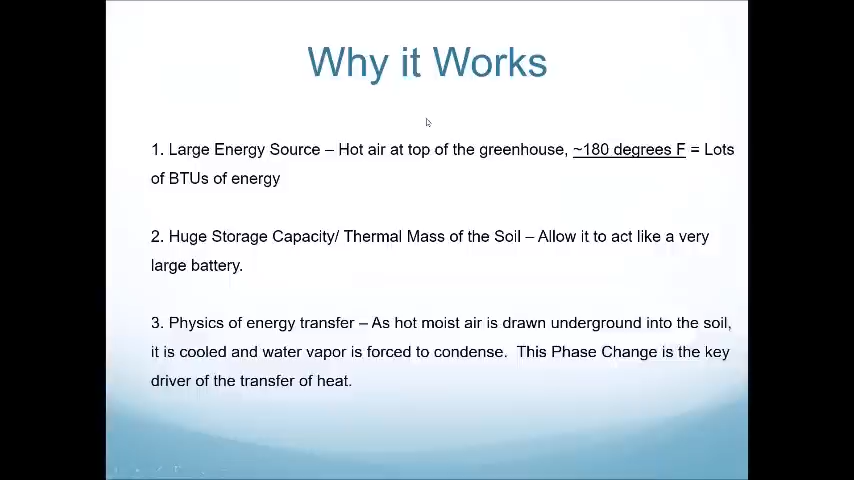 Why it Works
1. Large Energy Source – Hot air at top of the greenhouse, ~180 degrees F = Lots
of BTUs of energy
2. Huge Storage Capacity/ Thermal Mass of the Soil – Allow it to act like a very
large battery.
3. Physics of energy transfer – As hot moist air is drawn underground into the soil,
it is cooled and water vapor is forced to condense.  This Phase Change is the key
driver of the transfer of heat.